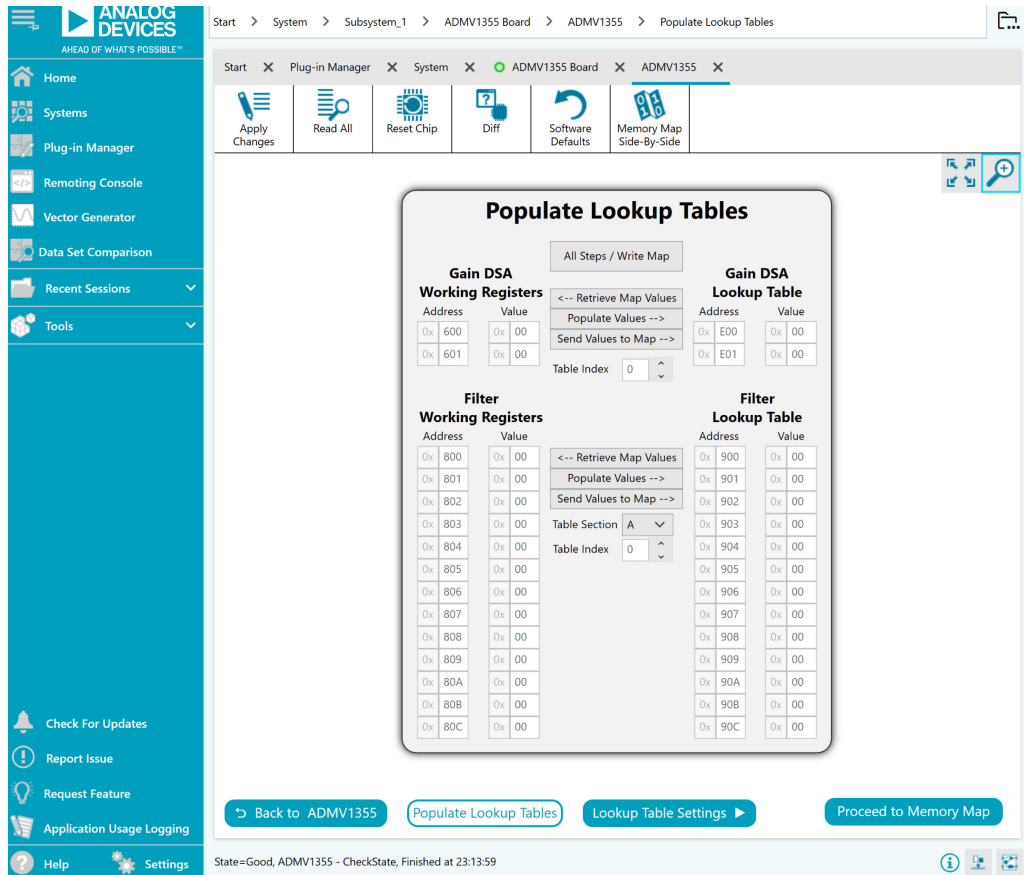 ANALOG
DEVICES
AHEAD OF WHAT'S POSSIBLE™
Start > System > Subsystem_1 > ADMV1355 Board > ADMV1355 > Populate Lookup Tables
Home
Systems
Plug-in Manager
Remoting Console
Vector Generator
Data Set Comparison
Recent Sessions
Tools
Check For Updates
Report Issue
Request Feature
Application Usage Logging
Help Settings
Start Plug-in Manager System ADMV1355 Board ADMV1355
Apply Changes
Read All
Reset Chip
Diff
Software Defaults
Memory Map Side-By-Side
Populate Lookup Tables
All Steps / Write Map
Gain DSA
Working Registers
Address Value
0x 600 0x 00
0x 601 0x 00
<-- Retrieve Map Values
Populate Values -->
Send Values to Map -->
Table Index 0
Gain DSA
Lookup Table
Address Value
0x E00 0x 00
0x E01 0x 00
Filter
Working Registers
Address Value
0x 800 0x 00
0x 801 0x 00
0x 802 0x 00
0x 803 0x 00
0x 804 0x 00
0x 805 0x 00
0x 806 0x 00
0x 807 0x 00
0x 808 0x 00
0x 809 0x 00
0x 80A 0x 00
0x 80B 0x 00
0x 80C 0x 00
<-- Retrieve Map Values
Populate Values -->
Send Values to Map -->
Table Section A
Table Index 0
Filter
Lookup Table
Address Value
0x 900 0x 00
0x 901 0x 00
0x 902 0x 00
0x 903 0x 00
0x 904 0x 00
0x 905 0x 00
0x 906 0x 00
0x 907 0x 00
0x 908 0x 00
0x 909 0x 00
0x 90A 0x 00
0x 90B 0x 00
0x 90C 0x 00
Back to ADMV1355
Populate Lookup Tables
Lookup Table Settings
Proceed to Memory Map
State=Good, ADMV1355 - CheckState, Finished at 23:13:59